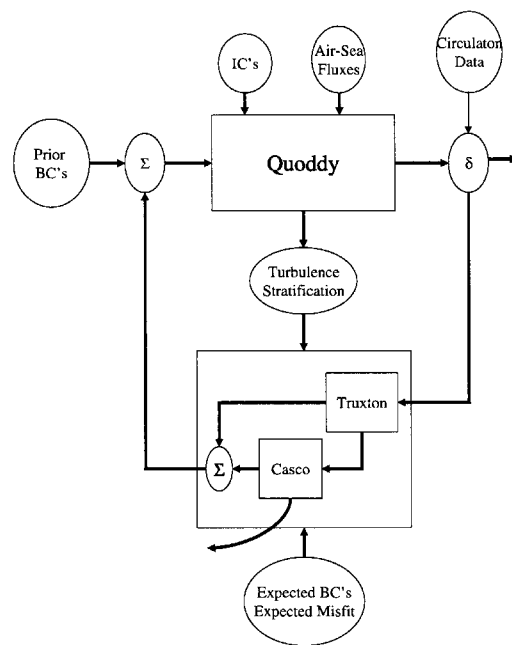 IC's
Air-Sea
Fluxes
Circulaton
Data
Prior
BC's
Σ
Quoddy
δ
Turbulence
Stratification
Truxton
Σ
Casco
Expected BC's
Expected Misfit